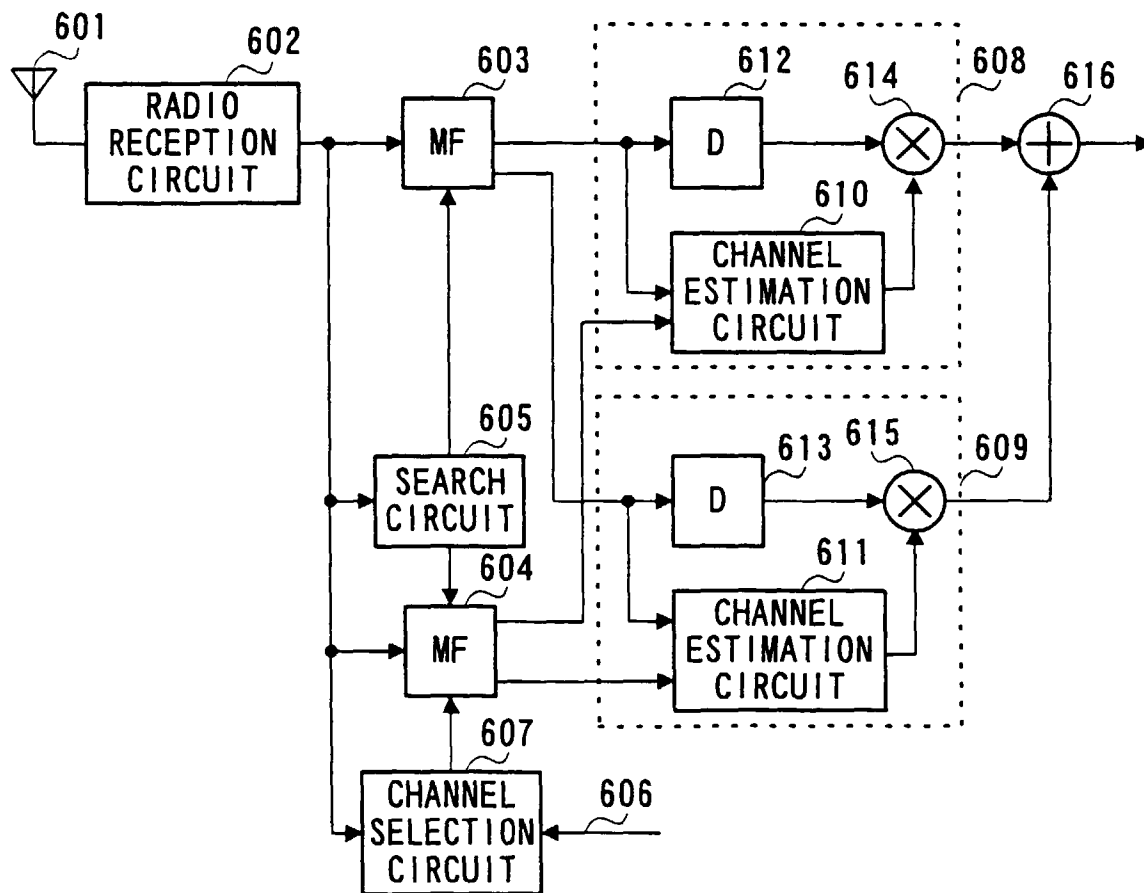 601
602
603
612
614
608
616
RADIO
RECEPTION
CIRCUIT
MF
D
610
CHANNEL
ESTIMATION
CIRCUIT
605
SEARCH
CIRCUIT
613
615
609
D
604
MF
611
CHANNEL
ESTIMATION
CIRCUIT
607
CHANNEL
SELECTION
CIRCUIT
606